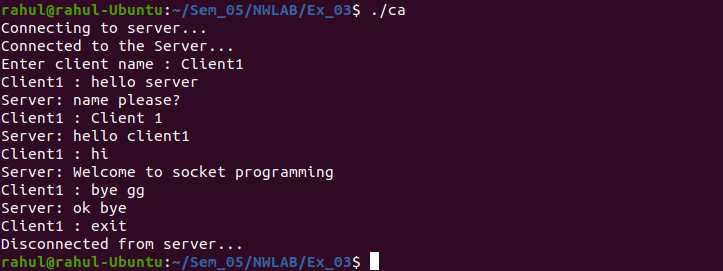 rahul@rahul-Ubuntu:~/Sem_05/NWLAB/Ex_03$ ./ca
Connecting to server...
Connected to the Server...
Enter client name : Client1
Client1 : hello server
Server: name please?
Client1 : Client 1
Server: hello client1
Client1 : hi
Server: Welcome to socket programming
Client1 : bye gg
Server: ok bye
Client1 : exit
Disconnected from server...
rahul@rahul-Ubuntu:~/Sem_05/NWLAB/Ex_03$